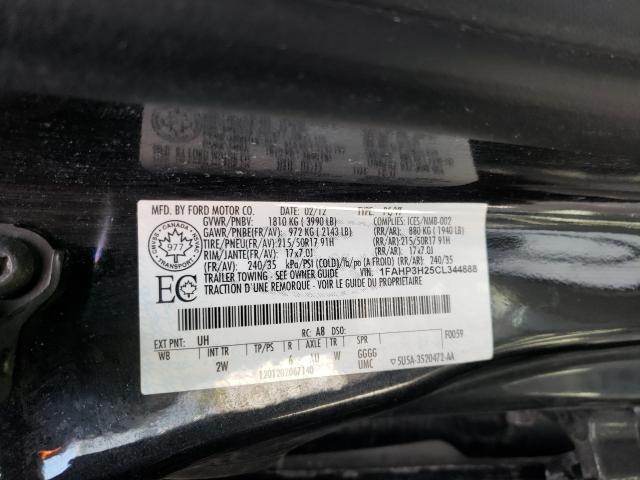 MFD. BY FORD MOTOR CO. DATE: 02/12 TYPE:
GVWR/PNBV: 1810 KG ( 3990 LB) COMPLIES: ICES/NMB-002
GAWR/PNBE(FR/AV): 972 KG ( 2143 LB) (RR/AR): 880 KG ( 1940 LB)
TIRE/PNEU(FR/AV):215/50R17 91H (RR/AR):215/50R17 91H
RIM/JANTE(FR/AV): 17x7.0J (RR/AR): 17x7.0J
(FR/AV): 240/35 kPa/PSI (COLD)/lb/po (A FROID) (RR/AR): 240/35
TRAILER TOWING - SEE OWNER GUIDE VIN: 1FAHP3H25CL344888
TRACTION D'UNE REMORQUE - VOIR LE GUIDE DU PROPRIETAIRE
CANADA
977
TRANSPORT
EC
EXT PNT: UH RC: A8 DSO: F0059
WB INT TR TP/PS R AXLE TR SPR
2W 6 AU W GGGG
UMC
5U5A-3520472-AA
120T202067140